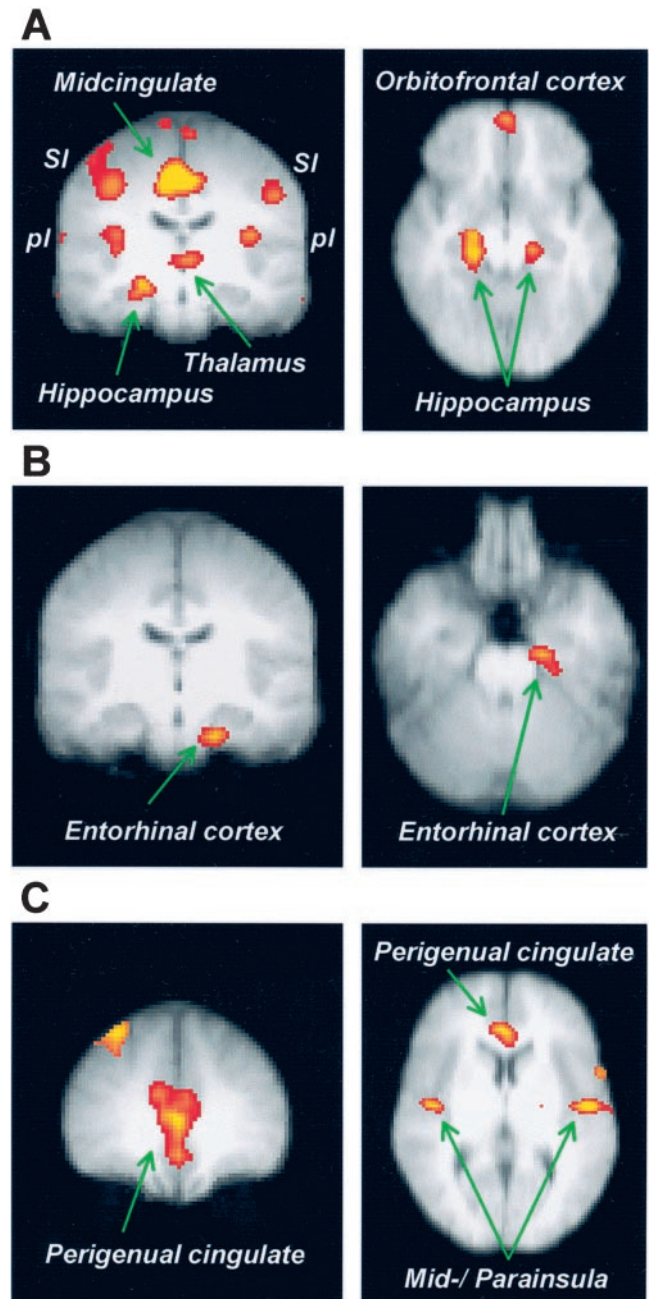 A
Midcingulate
SI
SI
pI
pI
Thalamus
Hippocampus
Orbitofrontal cortex
Hippocampus
B
Entorhinal cortex
Entorhinal cortex
C
Perigenual cingulate
Perigenual cingulate
Mid-/ Parainsula